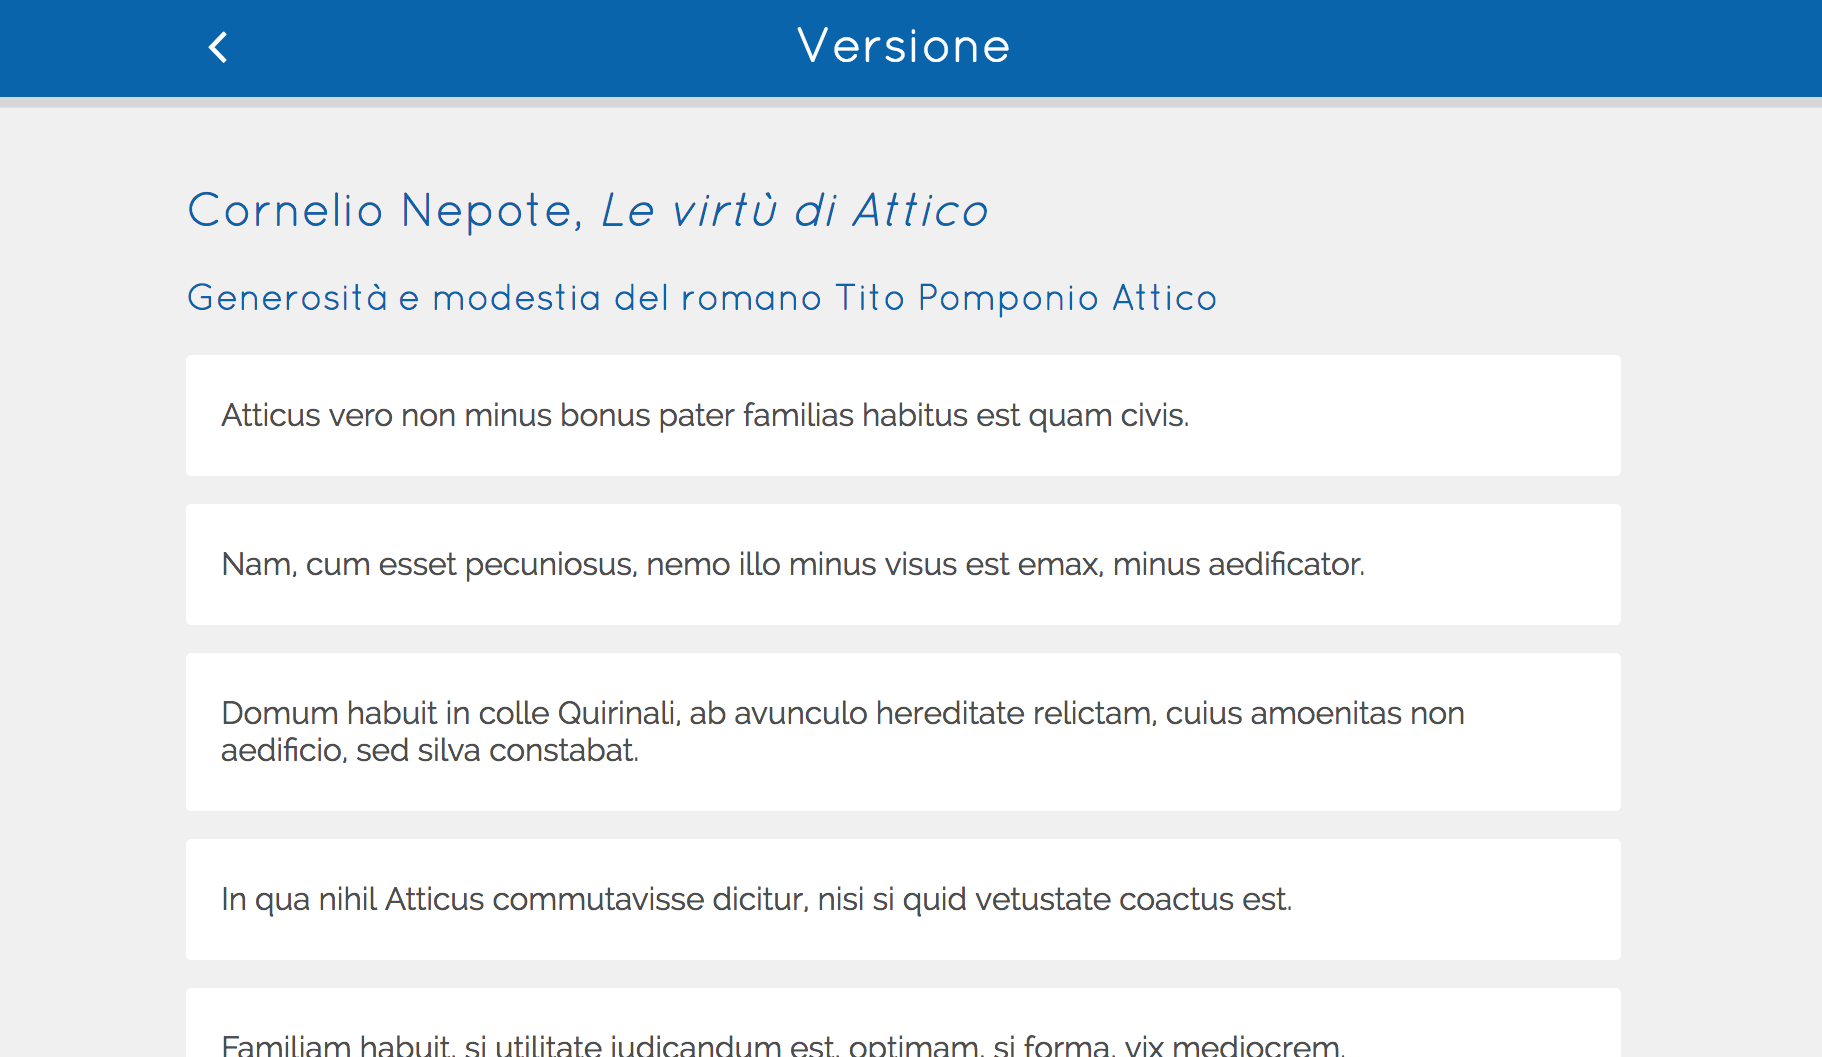 Versione
Cornelio Nepote, Le virtù di Attico
Generosità e modestia del romano Tito Pomponio Attico
Atticus vero non minus bonus pater familias habitus est quam civis.
Nam, cum esset pecuniosus, nemo illo minus visus est emax, minus aedificator.
Domum habuit in colle Quirinali, ab avunculo hereditate relictam, cuius amoenitas non
aedificio, sed silva constabat.
In qua nihil Atticus commutavisse dicitur, nisi si quid vetustate coactus est.
Familiam habuit, si utilitate iudicandum est, optimam, si forma, vix mediocrem.